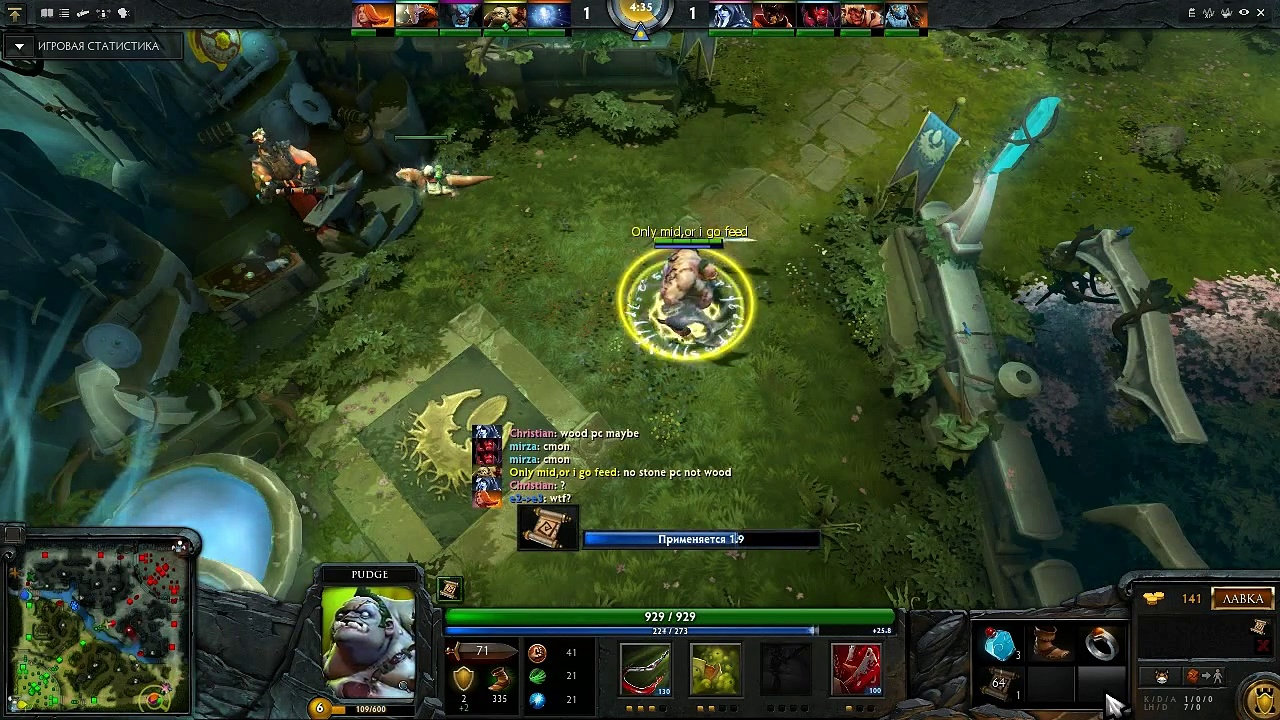 1
4:35
1
ИГРОВАЯ СТАТИСТИКА
Only mid,or i go feed
Christian: wood pc maybe
mirza: cmon
mirza: cmon
Only mid,or i go feed: no stone pc not wood
Christian: ?
e2->e1: wtf?
Применяется 1.9
PUDGE
929 / 929
224 / 273
+25.8
71
41
21
21
+2
335
130
100
6
109/600
3
64
1
141
ЛАВКА
K/D/A 1/0/0
LH/D 7/0